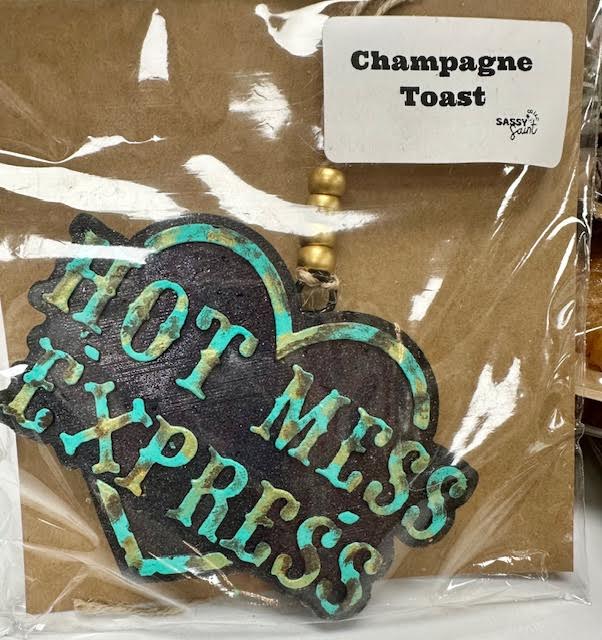 Champagne
Toast
SASSY
Saint
HOT MESS
EXPRESS